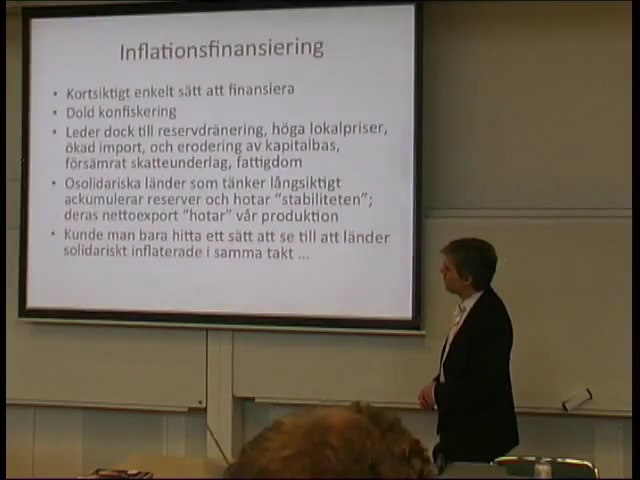 Inflationsfinansiering
• Kortsiktigt enkelt sätt att finansiera
• Dold konfiskering
• Leder dock till reservdränering, höga lokalpriser,
ökad import, och erodering av kapitalbas,
försämrat skatteunderlag, fattigdom
• Osolidariska länder som tänker långsiktigt
ackumulerar reserver och hotar "stabiliteten";
deras nettoexport "hotar" vår produktion
• Kunde man bara hitta ett sätt att se till att länder
solidariskt inflaterade i samma takt ...